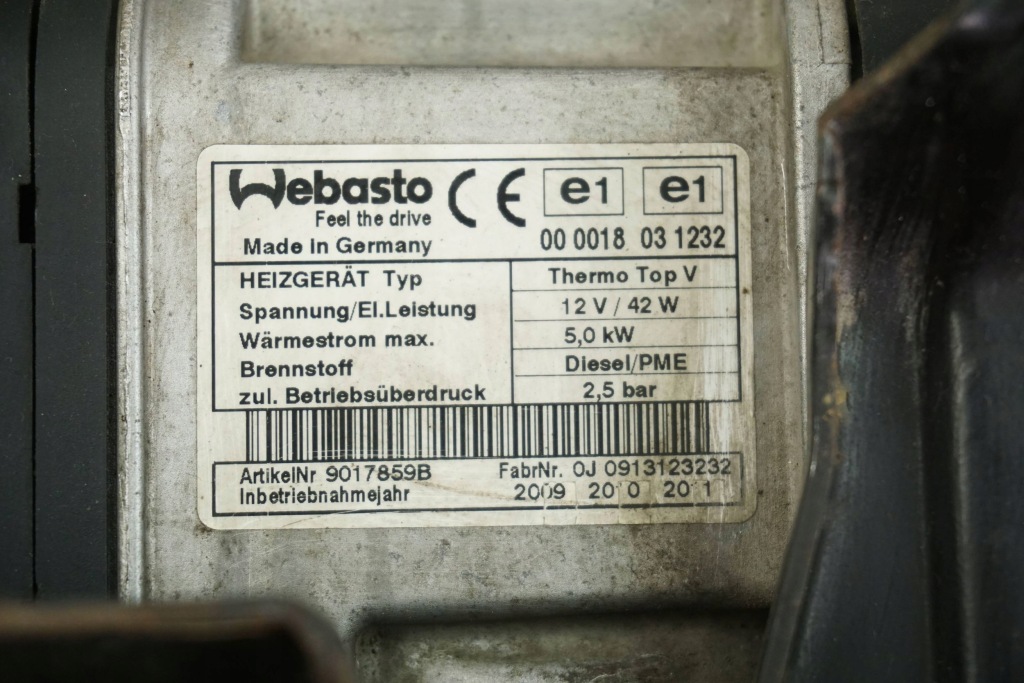 Webasto
Feel the drive
Made In Germany
CE e1 e1
00 0018 03 1232
HEIZGERÄT Typ Thermo Top V
Spannung/El.Leistung 12 V / 42 W
Wärmestrom max. 5,0 kW
Brennstoff Diesel/PME
zul. Betriebsüberdruck 2,5 bar
ArtikelNr 9017859B FabrNr. 0J 0913123232
Inbetriebnahmejahr 2009 2010 2011